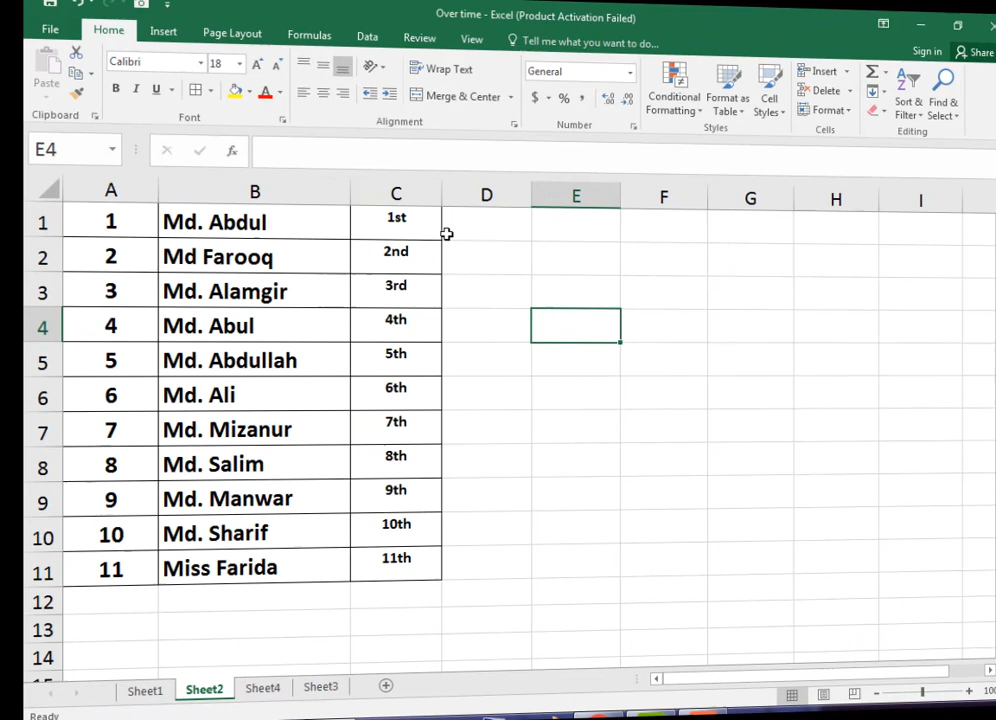 Over time - Excel (Product Activation Failed)
File Home Insert Page Layout Formulas Data Review View Tell me what you want to do... Sign in Share
Paste Calibri 18 A A B I U A Wrap Text Merge & Center General $ % , Conditional Formatting Format as Table Cell Styles Insert Delete Format Σ Sort & Filter Find & Select
Clipboard Font Alignment Number Styles Cells Editing
E4 fx
A B C D E F G H I
1 1 Md. Abdul 1st
2 2 Md Farooq 2nd
3 3 Md. Alamgir 3rd
4 4 Md. Abul 4th
5 5 Md. Abdullah 5th
6 6 Md. Ali 6th
7 7 Md. Mizanur 7th
8 8 Md. Salim 8th
9 9 Md. Manwar 9th
10 10 Md. Sharif 10th
11 11 Miss Farida 11th
12
13
14
Sheet1 Sheet2 Sheet4 Sheet3
Ready